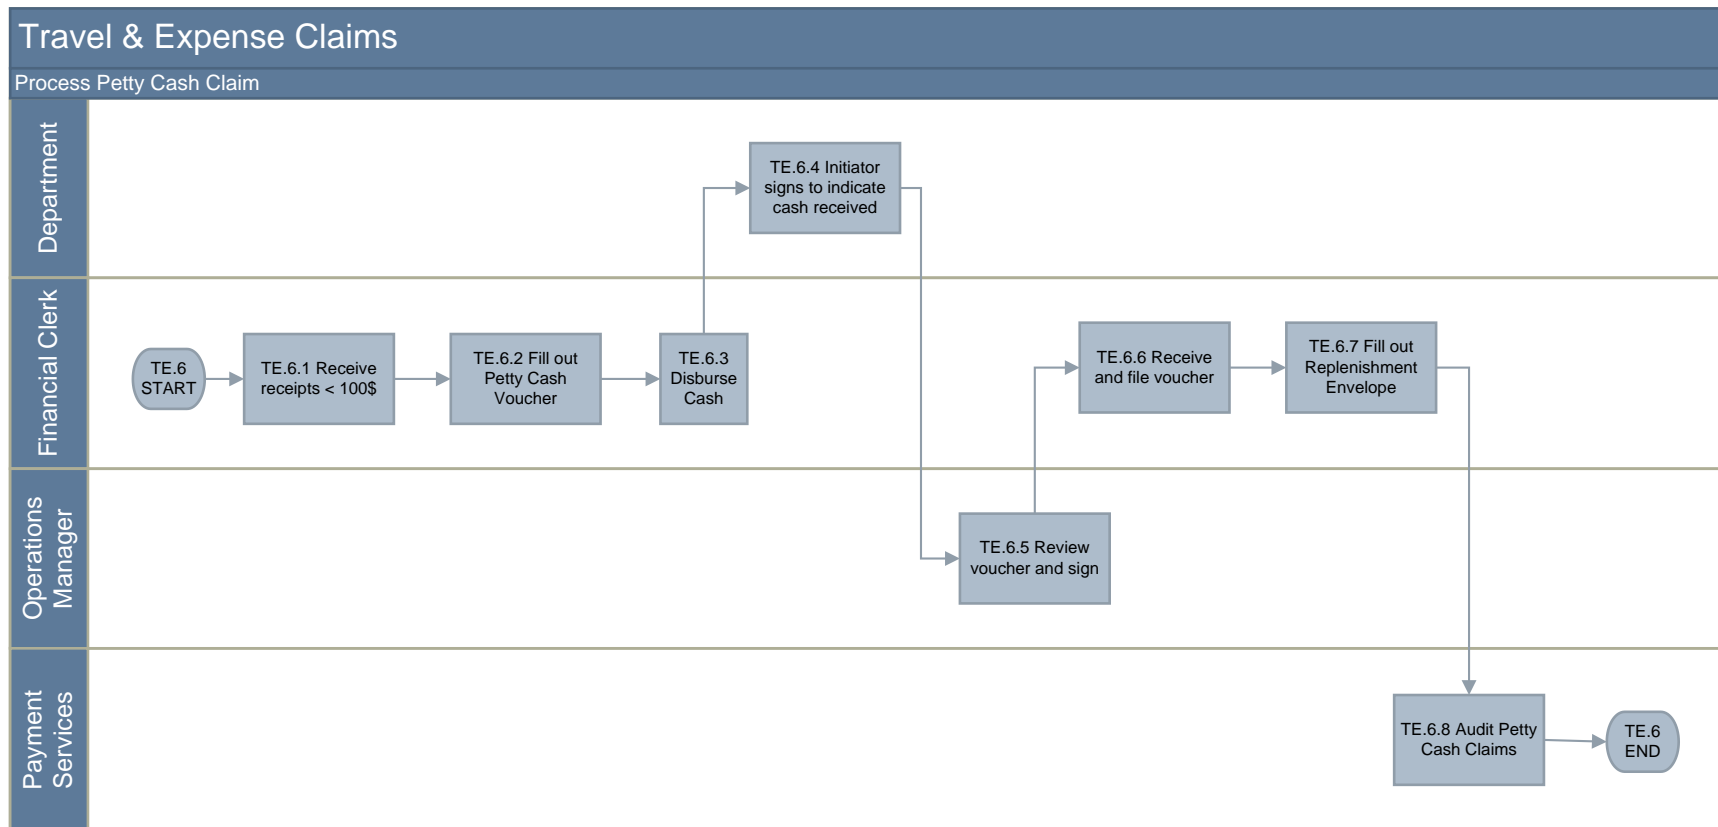 Travel & Expense Claims
Process Petty Cash Claim
Department
TE.6.4 Initiator
signs to indicate
cash received
Financial Clerk
TE.6
START
TE.6.1 Receive
receipts < 100$
TE.6.2 Fill out
Petty Cash
Voucher
TE.6.3
Disburse
Cash
TE.6.6 Receive
and file voucher
TE.6.7 Fill out
Replenishment
Envelope
Operations
Manager
TE.6.5 Review
voucher and sign
Payment
Services
TE.6.8 Audit Petty
Cash Claims
TE.6
END